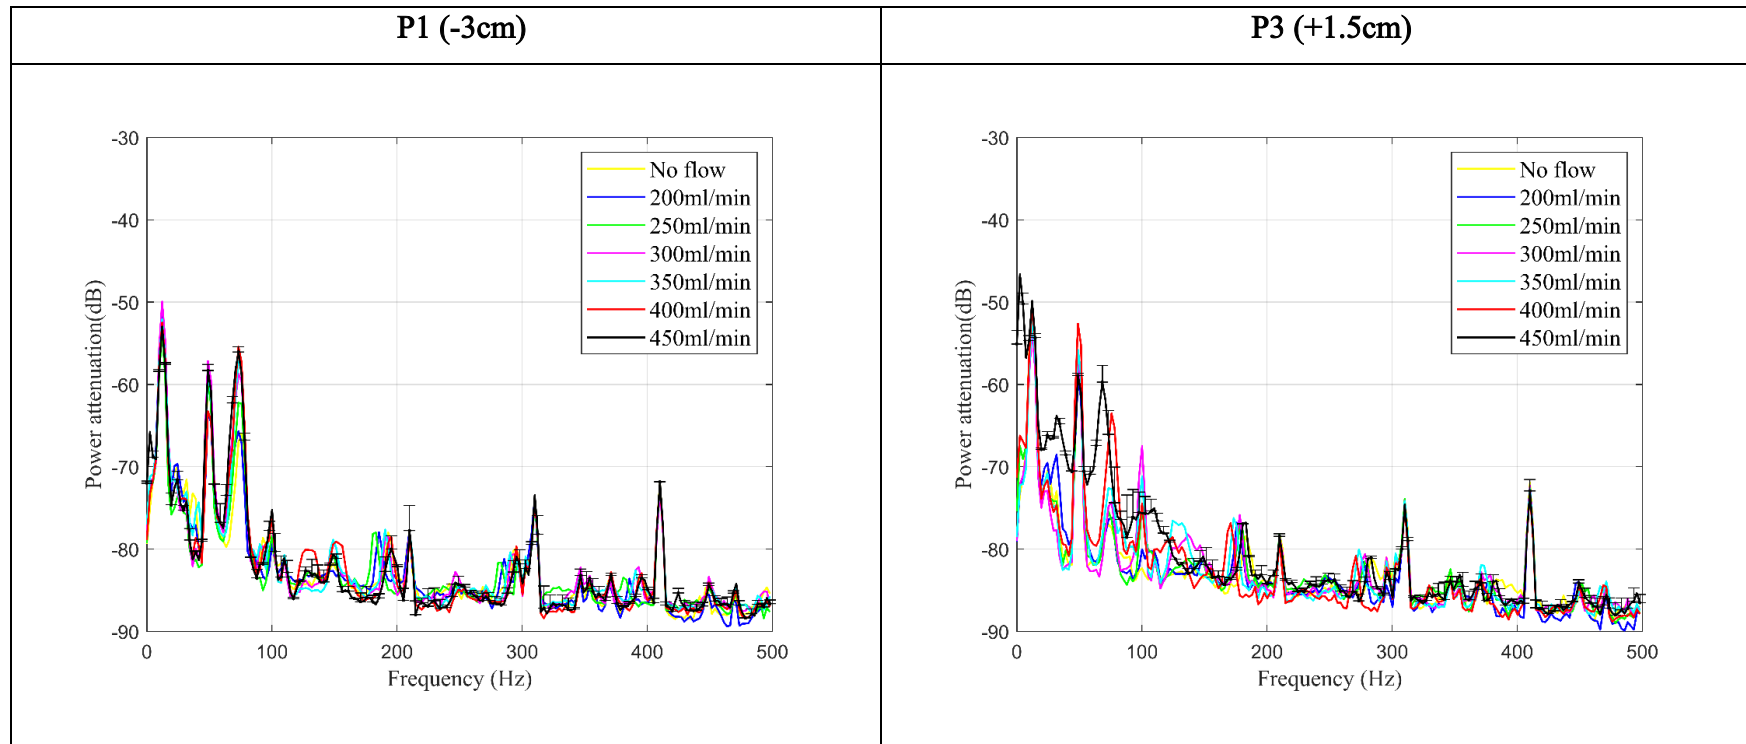 P1 (-3cm)
P3 (+1.5cm)
-30
-40
-50
-60
-70
-80
-90
Power attenuation(dB)
0
100
200
300
400
500
Frequency (Hz)
No flow
200ml/min
250ml/min
300ml/min
350ml/min
400ml/min
450ml/min
-30
-40
-50
-60
-70
-80
-90
Power attenuation(dB)
0
100
200
300
400
500
Frequency (Hz)
No flow
200ml/min
250ml/min
300ml/min
350ml/min
400ml/min
450ml/min